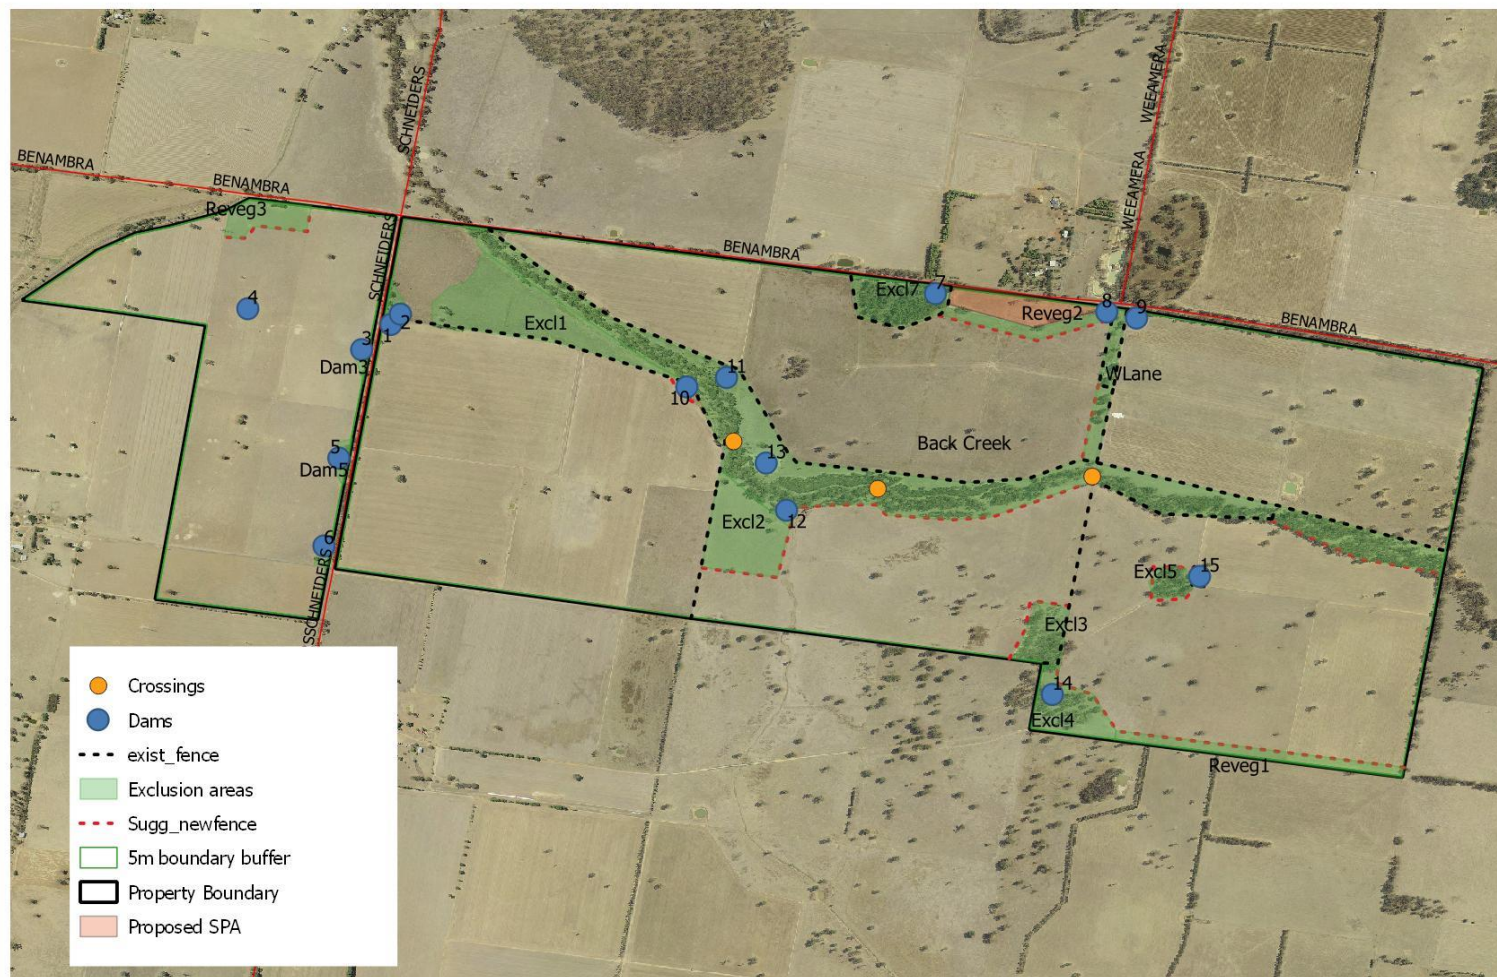 SCHNEIDERS
WEEAMERA
BENAMBRA
BENAMBRA
Reveg3
SCHNEIDERS
BENAMBRA
WEEAMERA
4
3
Dam3
1
2
Excl1
Excl7
7
Reveg2
8
9
BENAMBRA
WLane
11
10
5
Dam5
13
Back Creek
Excl2
12
6
Excl5
15
Excl3
14
Excl4
Reveg1
Crossings
Dams
exist_fence
Exclusion areas
Sugg_newfence
5m boundary buffer
Property Boundary
Proposed SPA